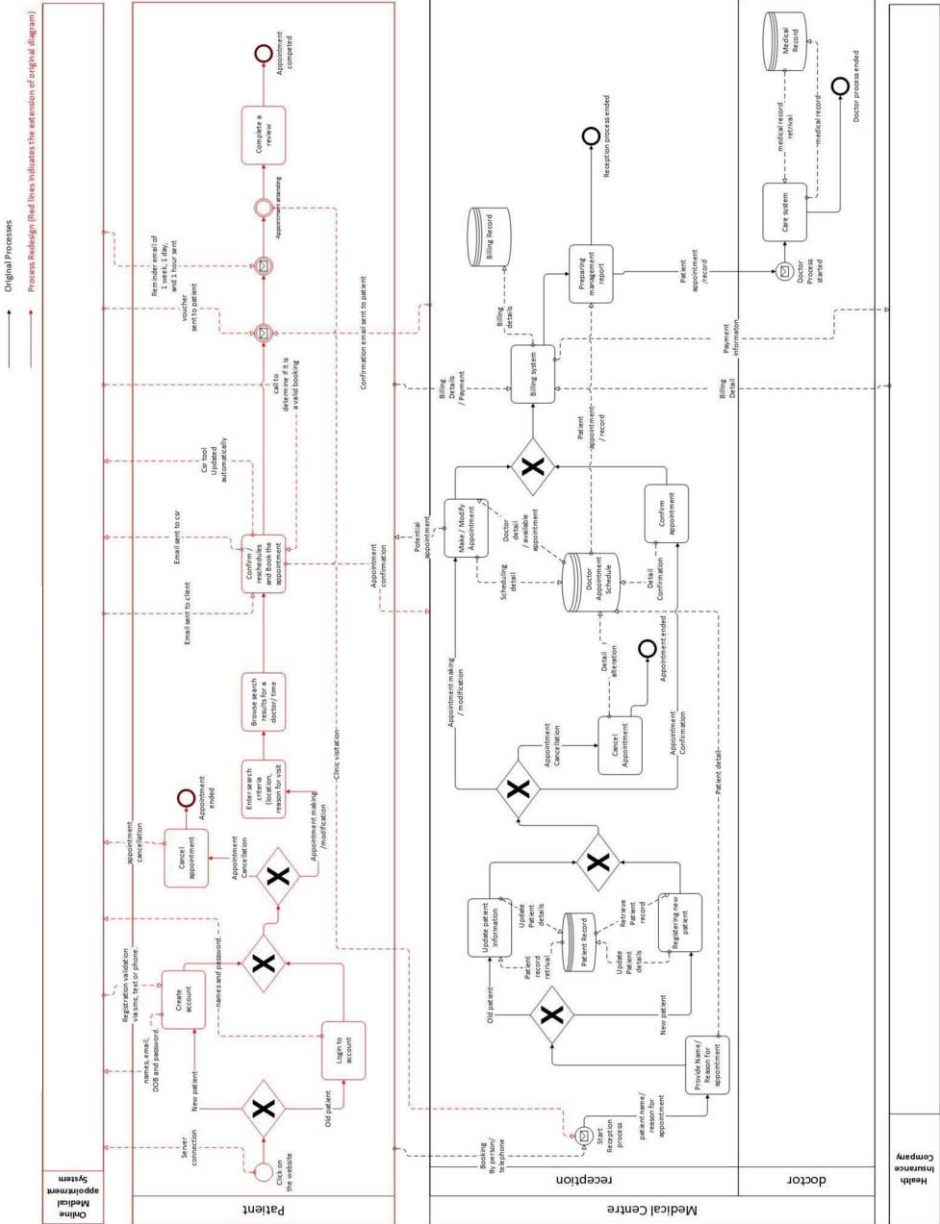 Original Processes
Process Redesign (Red lines indicates the extension of original diagram)
Online
Medical
appointment
System
Patient
Click on
the website
Server
connection
New patient
Old patient
names, email,
DOB and password.
Registration validation
via sms, text or phone.
Create
account
Login to
account
names and password.
X
X
X
appointment
cancellation
Cancel
appointment
Appointment
ended
Appointment
Cancellation
Appointment making
/modification
Enter search
criteria
(location,
reason for visit
Browse search
results for a
doctor/ time
Email sent to client
Email sent to csr
Csr tool
Updated
automatically
Confirm /
reschedules
and Book the
appointment
call to
determine if it is
a valid booking
voucher
sent to patient
Reminder email of
1 week, 1 day,
and 1 hour sent
Appointment attending
Complete a
review
Appointment
competed
Clinic visitation
Appointment
confirmation
Potential
appointment
Confirmation email sent to patient
Booking
By person/
telephone
Billing
Details
/ Payment
Medical Centre
reception
Start
Reception
process
patient name/
reason for
appointment
Provide Name/
Reason for
appointment
X
Old patient
New patient
Update patient
information
Patient
record
retrival
Update
Patient
details
Patient Record
Update
Patient
details
Retrieve
Patient
record
Registering new
patient
X
X
Appointment making
/ modification
Appointment
Cancellation
Cancel
Appointment
Appointment ended
Appointment
Confirmation
Detail
alteration
Make / Modify
Appointment
Scheduling
detail
Doctor
detail
/ available
appointment
Doctor
Appointment
Schedule
Detail
Confirmation
Confirm
appointment
Patient detail
X
Billing system
Billing
details
Billing Record
Patient
appointment
/ record
Preparing
management
report
Reception process ended
Patient
appointment
/record
Billing
Detail
Payment
information
doctor
Doctor
Process
started
Care system
medical record
retrival
medical record
Medical
Record
Doctor process ended
Health
Insurance
Company